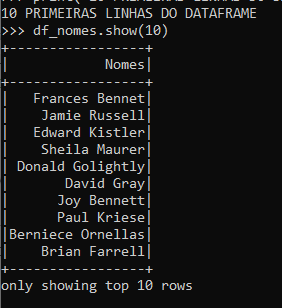 10 PRIMEIRAS LINHAS DO DATAFRAME
>>> df_nomes.show(10)
+-----------------+
|            Nomes|
+-----------------+
|   Frances Bennet|
|    Jamie Russell|
|   Edward Kistler|
|    Sheila Maurer|
| Donald Golightly|
|       David Gray|
|      Joy Bennett|
|      Paul Kriese|
|Berniece Ornellas|
|    Brian Farrell|
+-----------------+
only showing top 10 rows